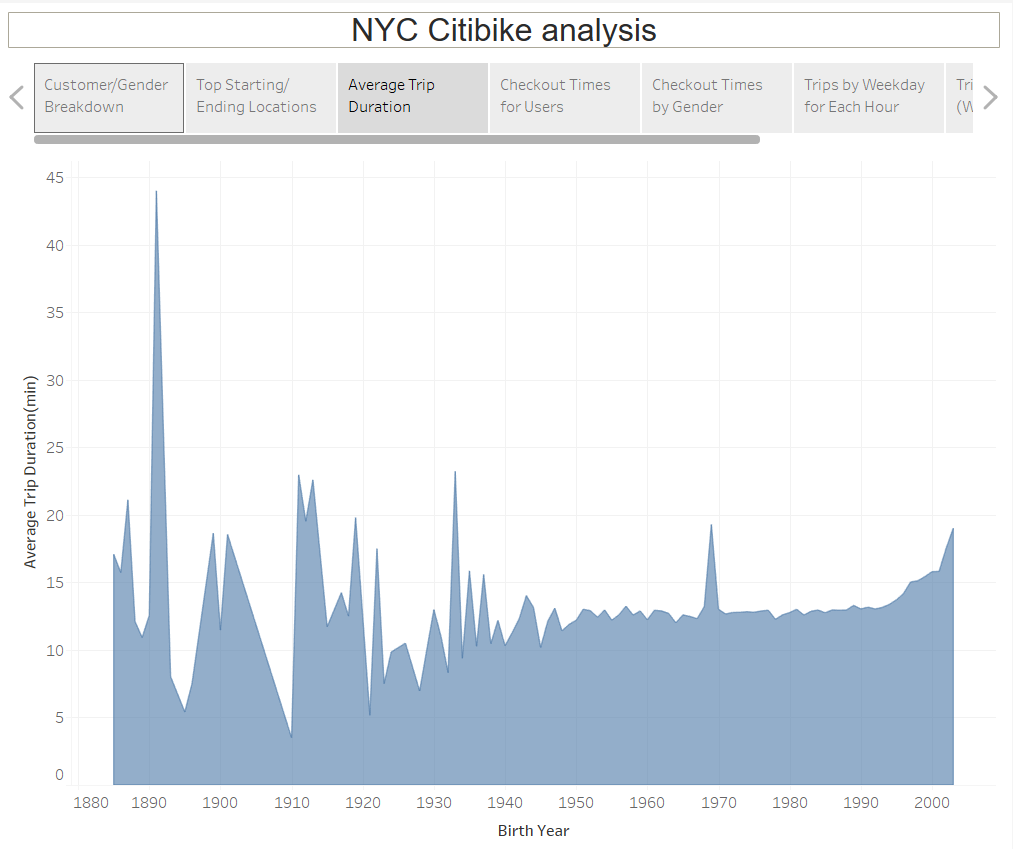 NYC Citibike analysis
Customer/Gender
Breakdown
Top Starting/
Ending Locations
Average Trip
Duration
Checkout Times
for Users
Checkout Times
by Gender
Trips by Weekday
for Each Hour
Tri
(W
45
40
35
30
25
20
15
10
5
0
Average Trip Duration(min)
1880 1890 1900 1910 1920 1930 1940 1950 1960 1970 1980 1990 2000
Birth Year